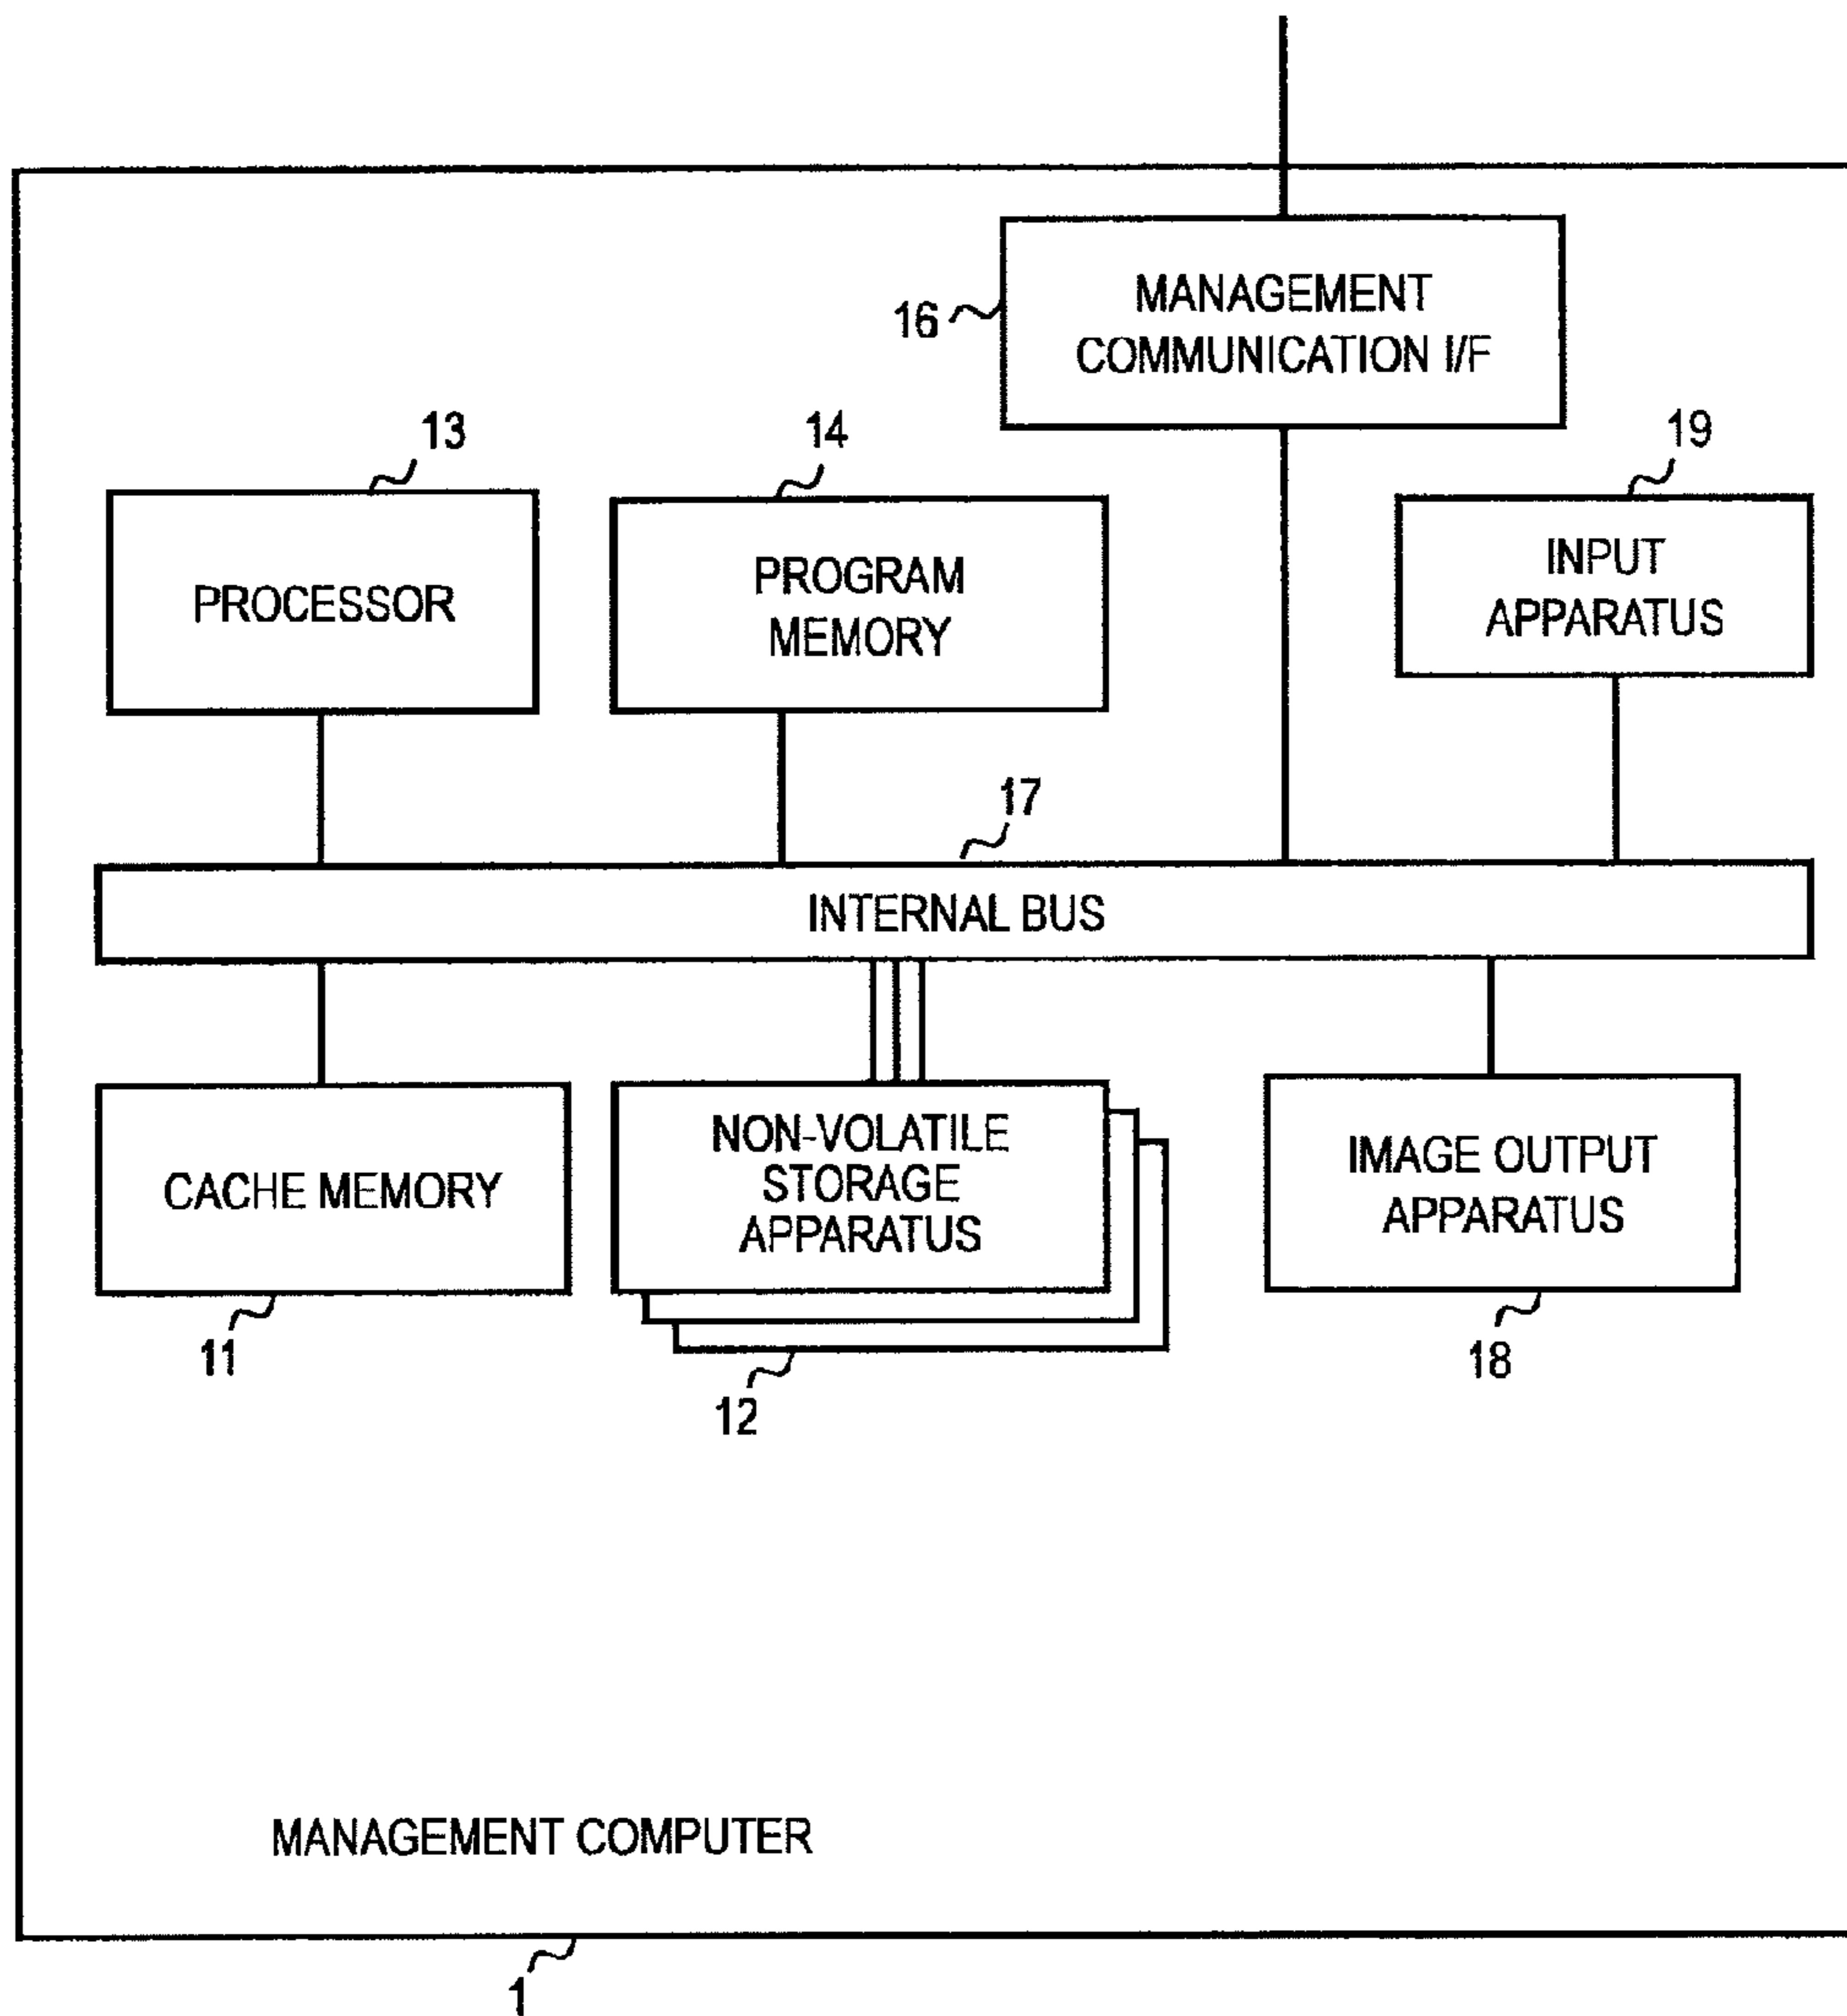 16
MANAGEMENT
COMMUNICATION I/F
13
PROCESSOR
14
PROGRAM
MEMORY
19
INPUT
APPARATUS
17
INTERNAL BUS
CACHE MEMORY
11
NON-VOLATILE
STORAGE
APPARATUS
12
IMAGE OUTPUT
APPARATUS
18
MANAGEMENT COMPUTER
1